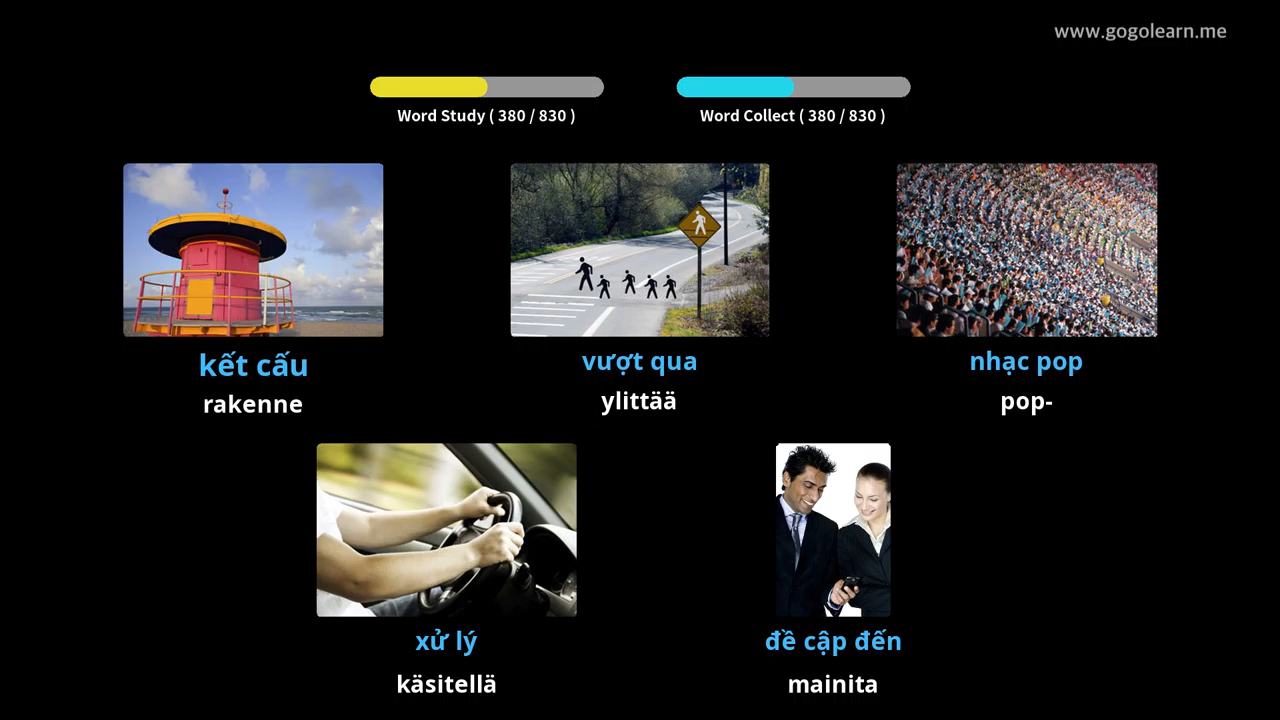 www.gogolearn.me
Word Study ( 380 / 830 )
Word Collect ( 380 / 830 )
kết cấu
rakenne
vượt qua
ylittää
nhạc pop
pop-
xử lý
käsitellä
đề cập đến
mainita